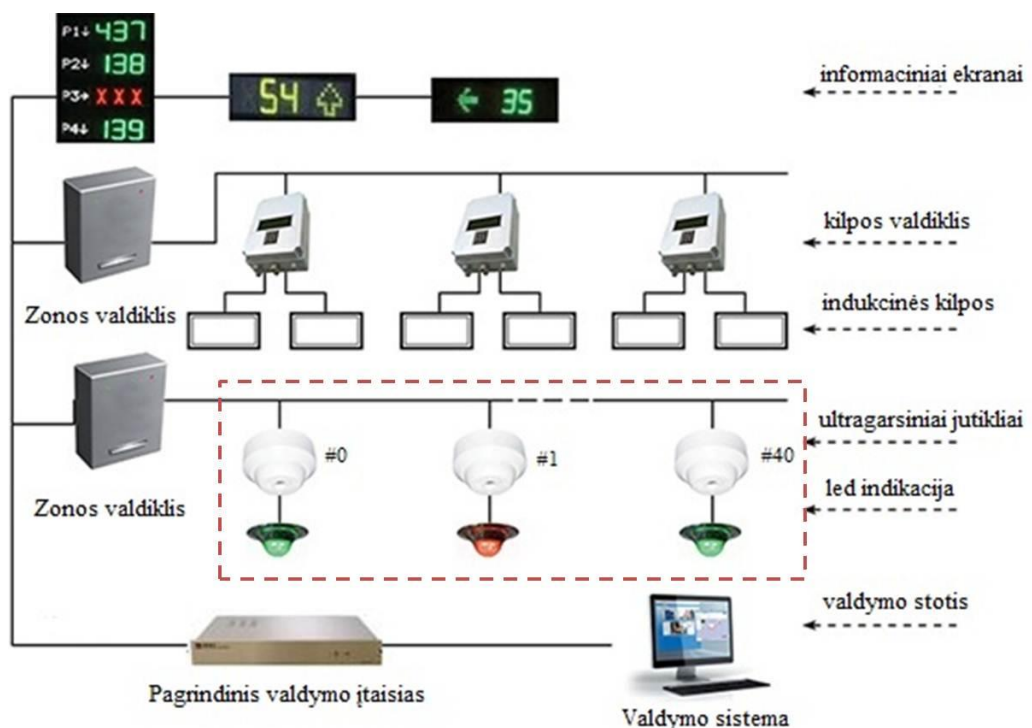 P1↓ 437
P2↓ 138
P3→ XXX
P4↓ 139
54 ↑
← 35
informaciniai ekranai
kilpos valdiklis
Zonos valdiklis
indukcinės kilpos
ultragarsiniai jutikliai
#0
#1
#40
led indikacija
Zonos valdiklis
valdymo stotis
Pagrindinis valdymo įtaisias
Valdymo sistema